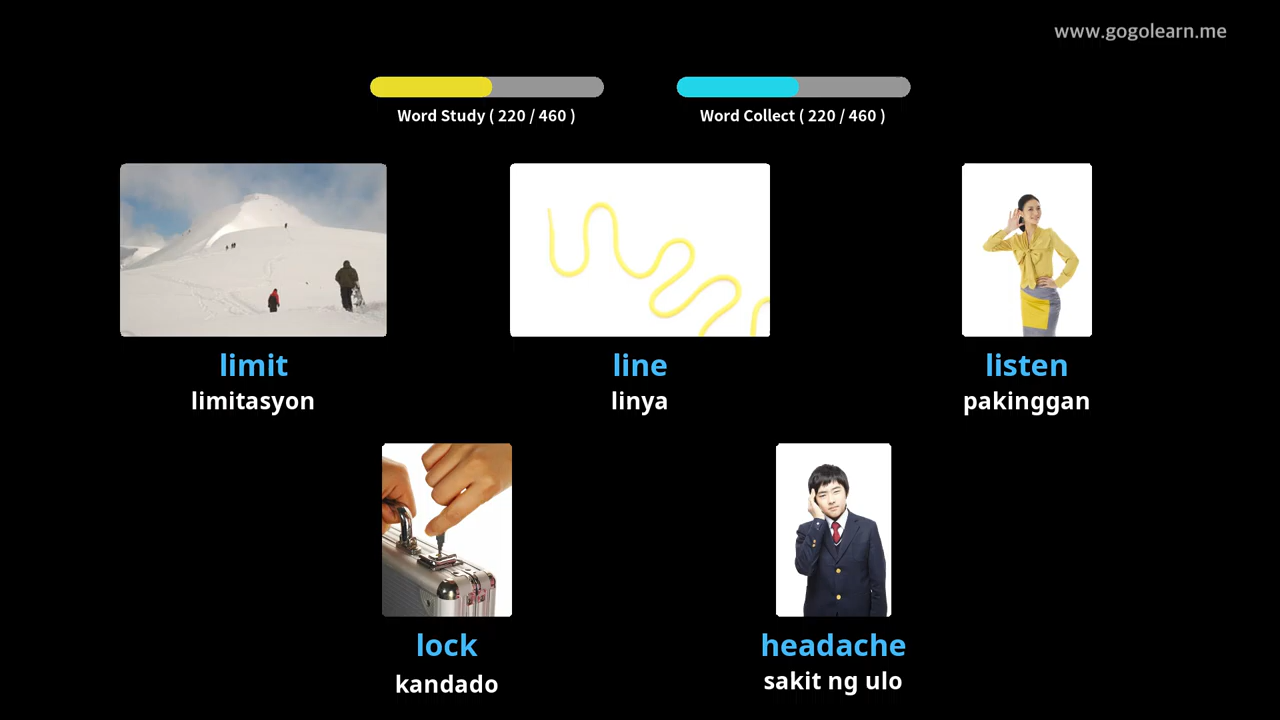 www.gogolearn.me
Word Study ( 220 / 460 )
Word Collect ( 220 / 460 )
limit
limitasyon
line
linya
listen
pakinggan
lock
kandado
headache
sakit ng ulo